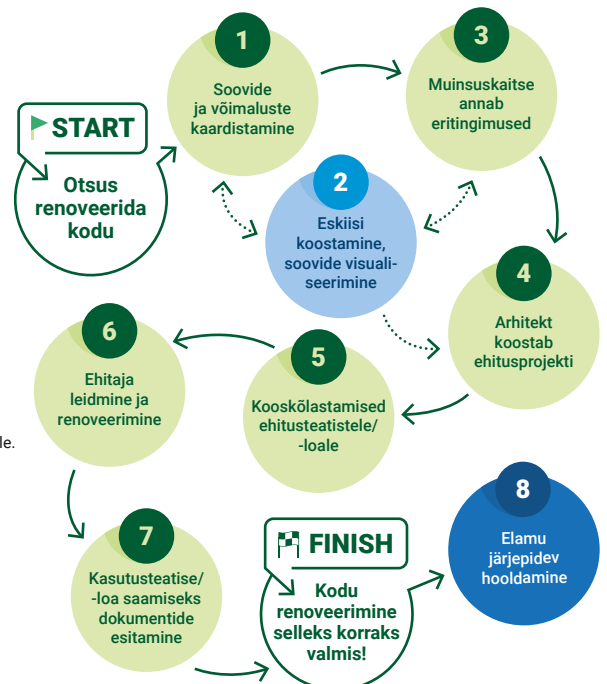 START
Otsus
renoveerida
kodu
1
Soovide
ja võimaluste
kaardistamine
2
Eskiisi
koostamine,
soovide visuali-
seerimine
3
Muinsuskaitse
annab
eritingimused
4
Arhitekt
koostab
ehitusprojekti
5
Kooskõlastamised
ehitusteatistele/
-loale
6
Ehitaja
leidmine ja
renoveerimine
le.
7
Kasutusteatise/
-loa saamiseks
dokumentide
esitamine
FINISH
Kodu
renoveerimine
selleks korraks
valmis!
8
Elamu
järjepidev
hooldamine